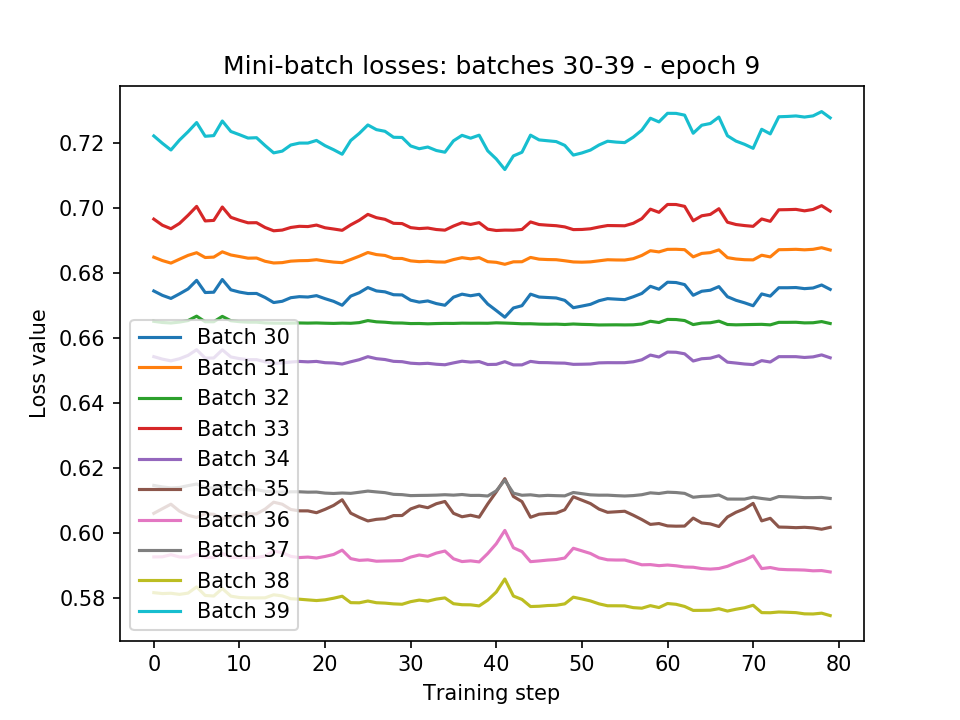 Mini-batch losses: batches 30-39 - epoch 9
Loss value
0.72
0.70
0.68
0.66
0.64
0.62
0.60
0.58
Batch 30
Batch 31
Batch 32
Batch 33
Batch 34
Batch 35
Batch 36
Batch 37
Batch 38
Batch 39
0 10 20 30 40 50 60 70 80
Training step